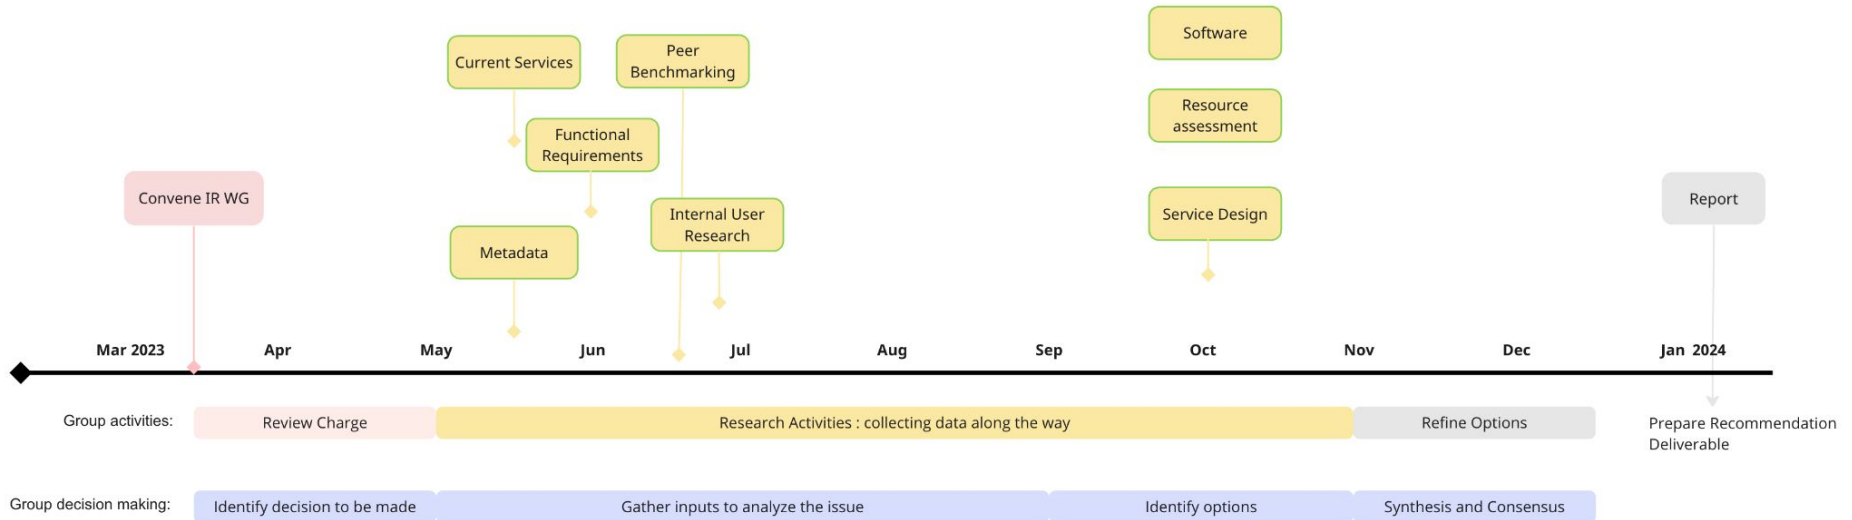 Software
Current Services
Peer
Benchmarking
Resource
assessment
Functional
Requirements
Convene IR WG
Internal User
Research
Service Design
Report
Metadata
Mar 2023 Apr May Jun Jul Aug Sep Oct Nov Dec Jan 2024
Group activities: Review Charge Research Activities : collecting data along the way Refine Options Prepare Recommendation
Deliverable
Group decision making: Identify decision to be made Gather inputs to analyze the issue Identify options Synthesis and Consensus